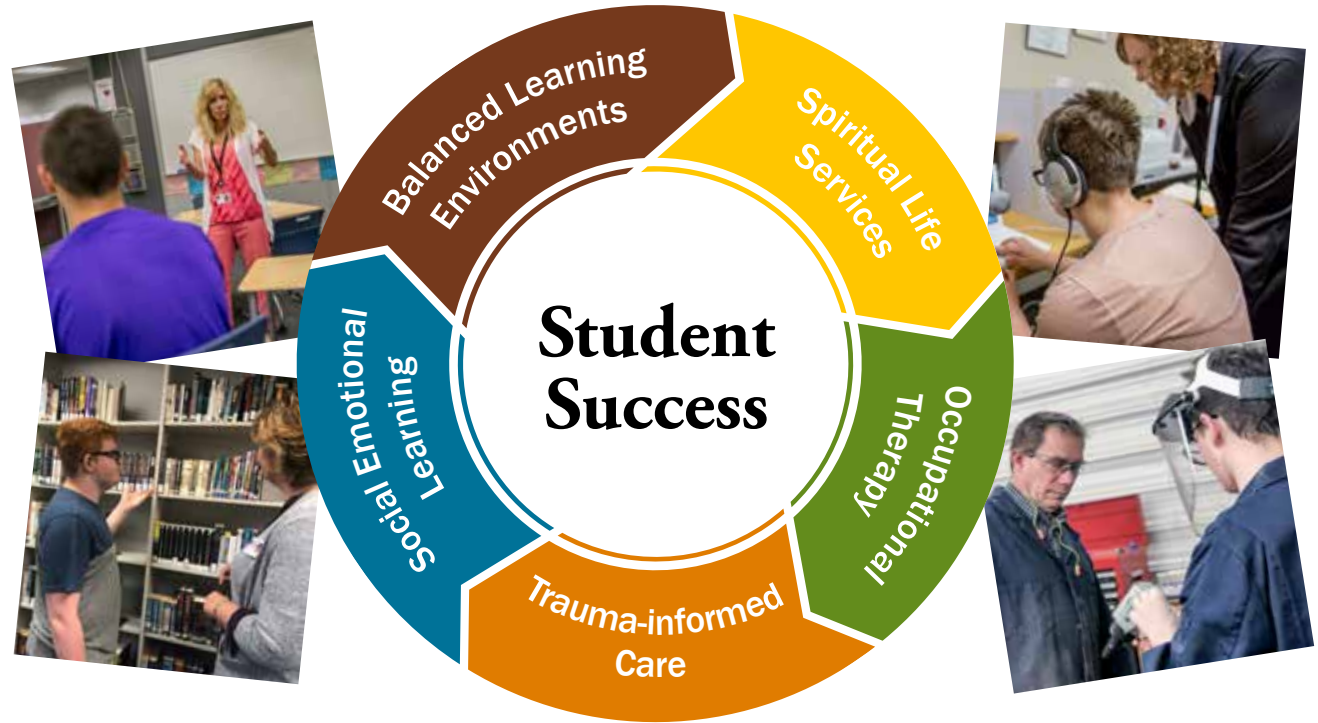 Balanced Learning
Environments
Spiritual Life
Services
Student
Success
Social Emotional
Learning
Occupational
Therapy
Trauma-informed
Care